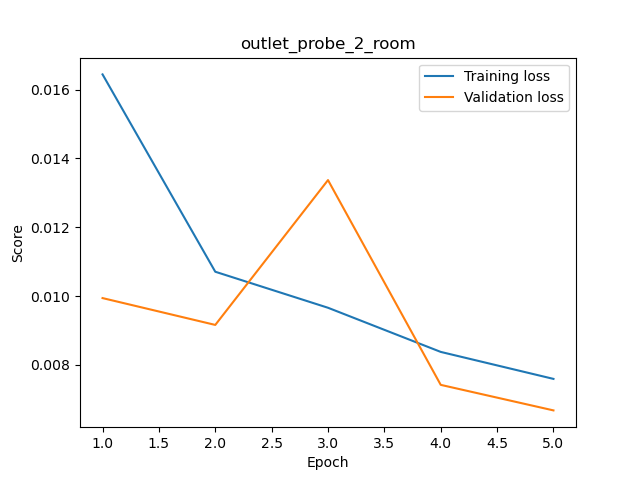 outlet_probe_2_room
Training loss
Validation loss
0.016
0.014
0.012
0.010
0.008
Score
1.0 1.5 2.0 2.5 3.0 3.5 4.0 4.5 5.0
Epoch